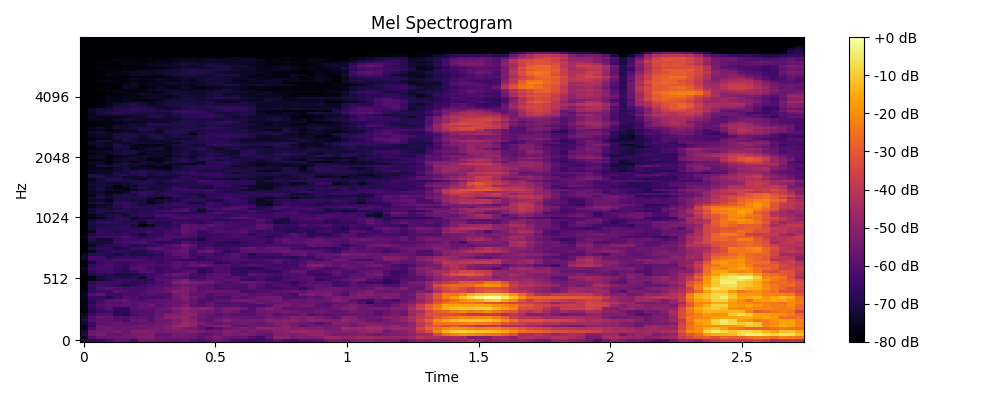 Mel Spectrogram
Hz
4096
2048
1024
512
0
0
0.5
1
1.5
2
2.5
Time
+0 dB
-10 dB
-20 dB
-30 dB
-40 dB
-50 dB
-60 dB
-70 dB
-80 dB